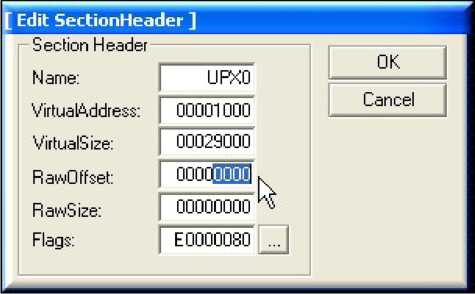 [ Edit SectionHeader ]
Section Header
OK
Name: UPX0
Cancel
VirtualAddress: 00001000
VirtualSize: 00029000
RawOffset: 00000000
RawSize: 00000000
Flags: E0000080 ...